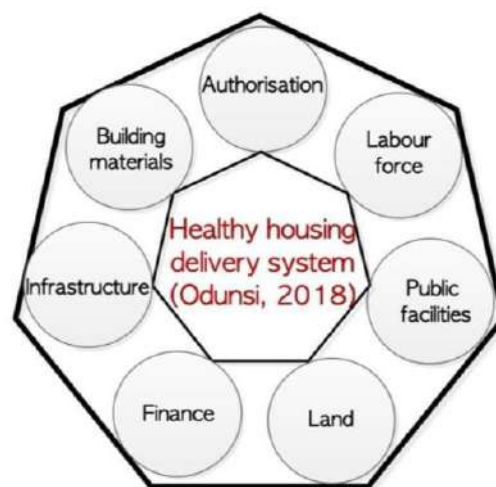 Authorisation
Building
materials
Labour
force
Healthy housing
delivery system
(Odunsi, 2018)
Infrastructure
Public
facilities
Finance
Land